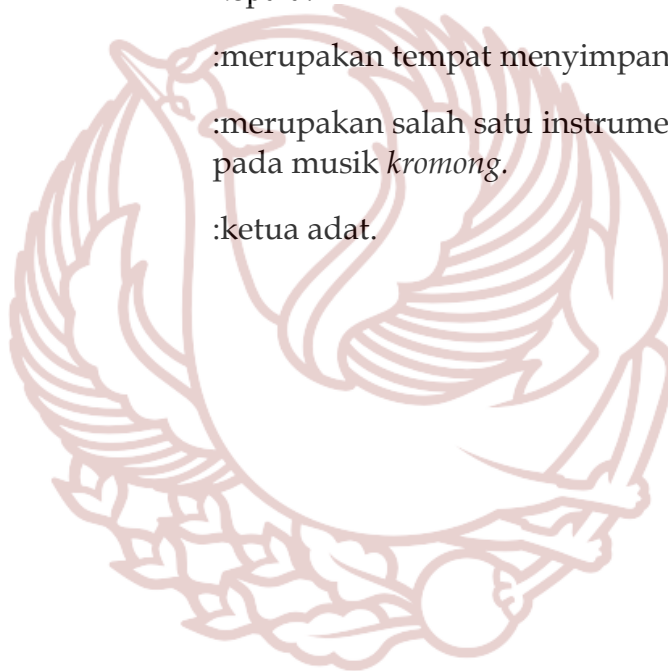 :merupakan tempat menyimpan
:merupakan salah satu instrume
pada musik kromong.
:ketua adat.